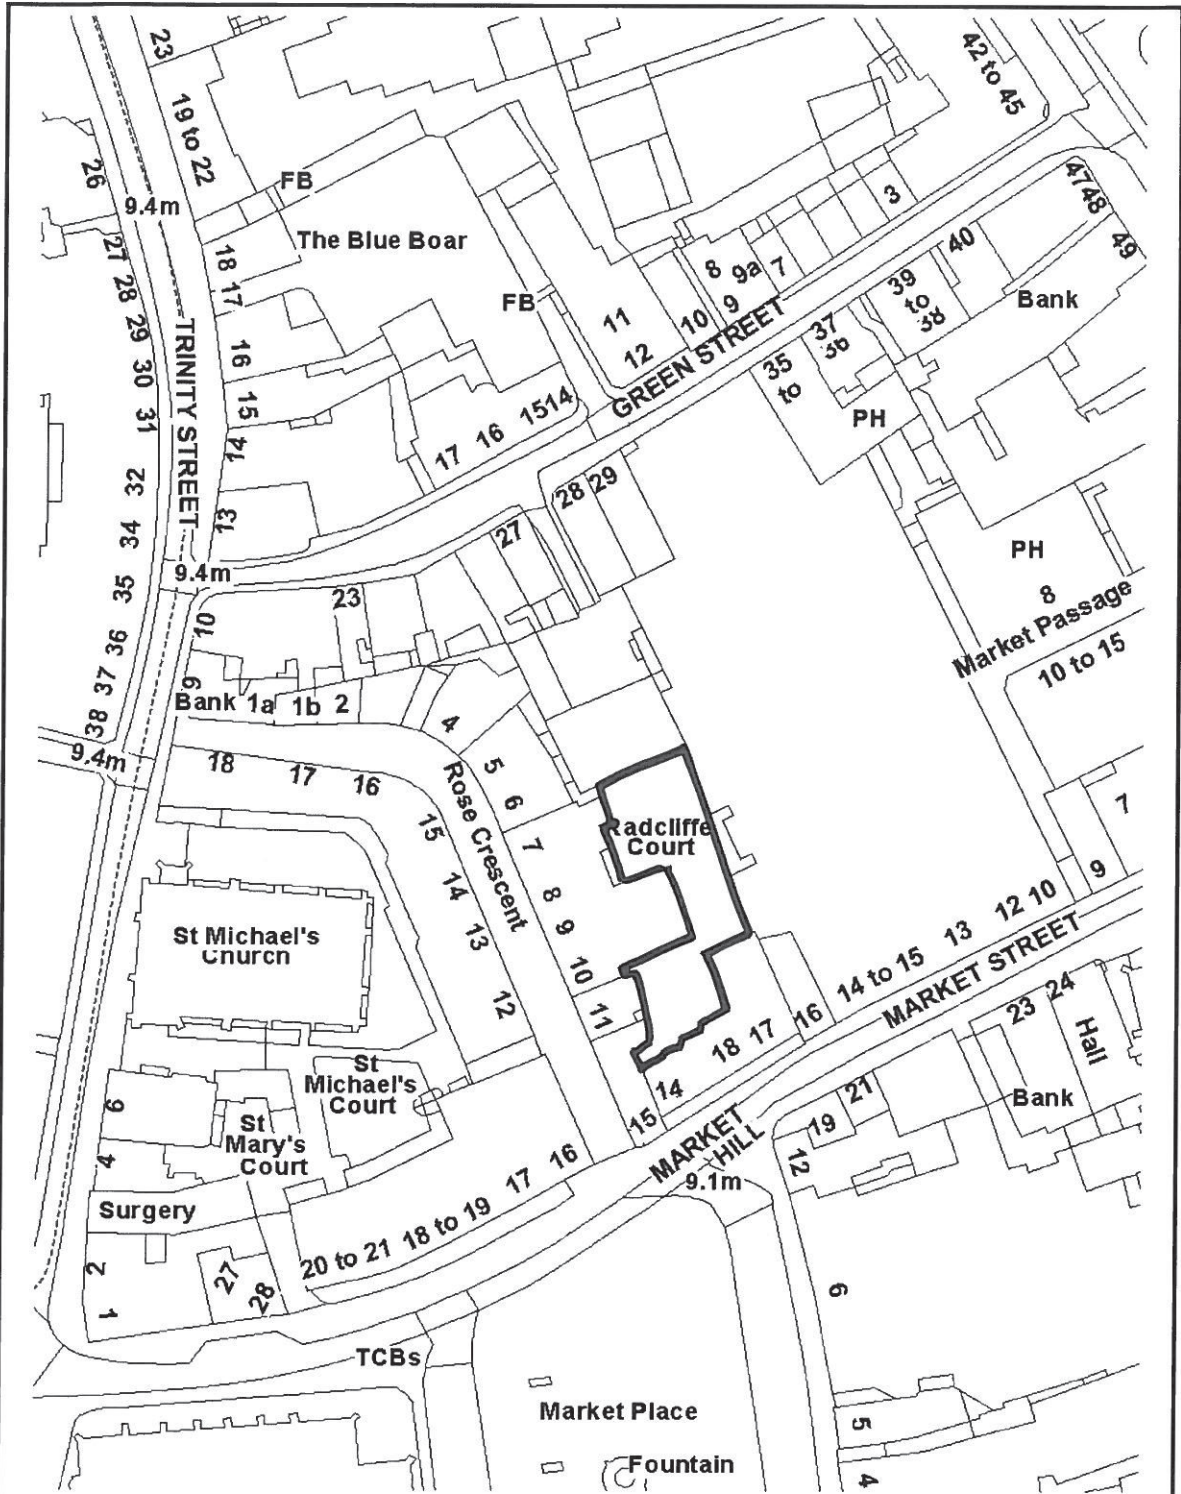 23
19 to 22
42 to 45
26
FB
9.4m
The Blue Boar
3
47 48
27
28
29
30
31
32
34
35
36
37
38
TRINITY STREET
18
17
16
15
14
13
FB
11
12
10
8
9a
9
7
GREEN STREET
40
39
to
38
37
36
35
to
49
Bank
PH
17
16
15 14
28
29
27
PH
8
Market Passage
10 to 15
9.4m
10
23
9
Bank
1a
1b
2
4
5
6
9.4m
18
17
16
15
14
13
12
Rose Crescent
7
8
9
10
11
Radcliffe
Court
7
9
12 10
13
14 to 15
16
MARKET STREET
St Michael's
Church
St
Michael's
Court
6
4
St
Mary's
Court
Surgery
2
1
27
28
20 to 21
18 to 19
17
16
15
14
18
17
MARKET
HILL
9.1m
19
21
12
23
24
Hall
Bank
6
TCBs
Market Place
Fountain
5
4